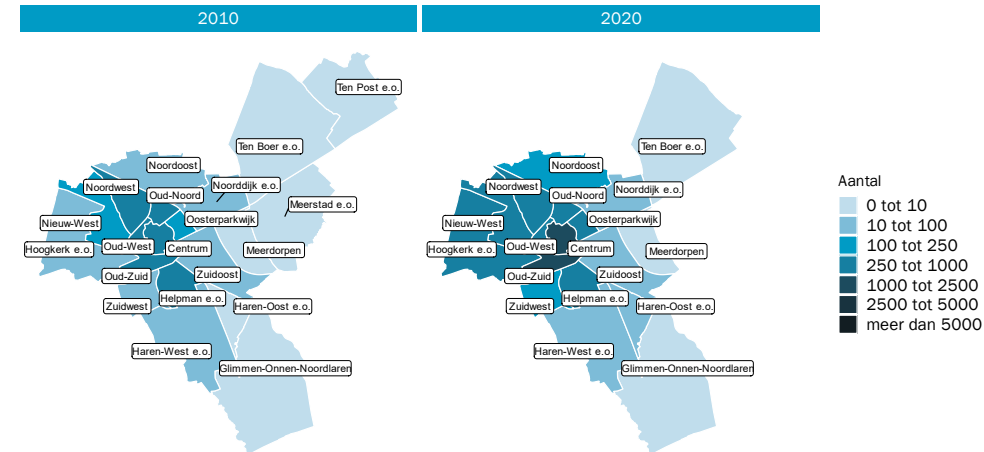 2010
2020
Ten Post e.o.
Ten Boer e.o.
Noordoost
Noordwest
Oud-Noord
Noorddijk e.o.
Meerstad e.o.
Nieuw-West
Oosterparkwijk
Hoogkerk e.o.
Oud-West
Centrum
Meerdorpen
Oud-Zuid
Zuidoost
Zuidwest
Helpman e.o.
Haren-Oost e.o.
Haren-West e.o.
Glimmen-Onnen-Noordlaren
Ten Boer e.o.
Noordoost
Noordwest
Oud-Noord
Noorddijk e.o.
Nieuw-West
Oosterparkwijk
Hoogkerk e.o.
Oud-West
Centrum
Meerdorpen
Oud-Zuid
Zuidoost
Zuidwest
Helpman e.o.
Haren-Oost e.o.
Haren-West e.o.
Glimmen-Onnen-Noordlaren
Aantal
0 tot 10
10 tot 100
100 tot 250
250 tot 1000
1000 tot 2500
2500 tot 5000
meer dan 5000